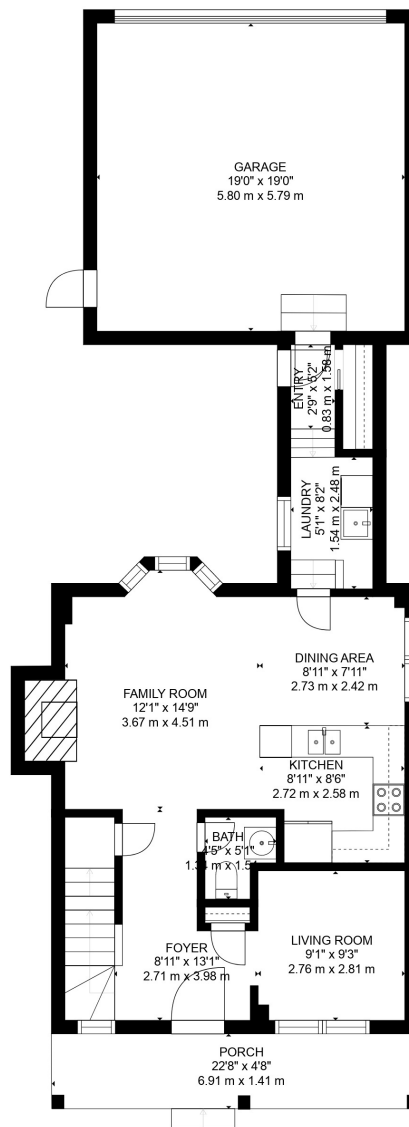 GARAGE
19'0" x 19'0"
5.80 m x 5.79 m
ENTRY
2'9" x 5'2"
0.83 m x 1.58 m
LAUNDRY
5'1" x 8'2"
1.54 m x 2.48 m
DINING AREA
8'11" x 7'11"
2.73 m x 2.42 m
FAMILY ROOM
12'1" x 14'9"
3.67 m x 4.51 m
KITCHEN
8'11" x 8'6"
2.72 m x 2.58 m
BATH
4'5" x 5'1"
FOYER
8'11" x 13'1"
2.71 m x 3.98 m
LIVING ROOM
9'1" x 9'3"
2.76 m x 2.81 m
PORCH
22'8" x 4'8"
6.91 m x 1.41 m